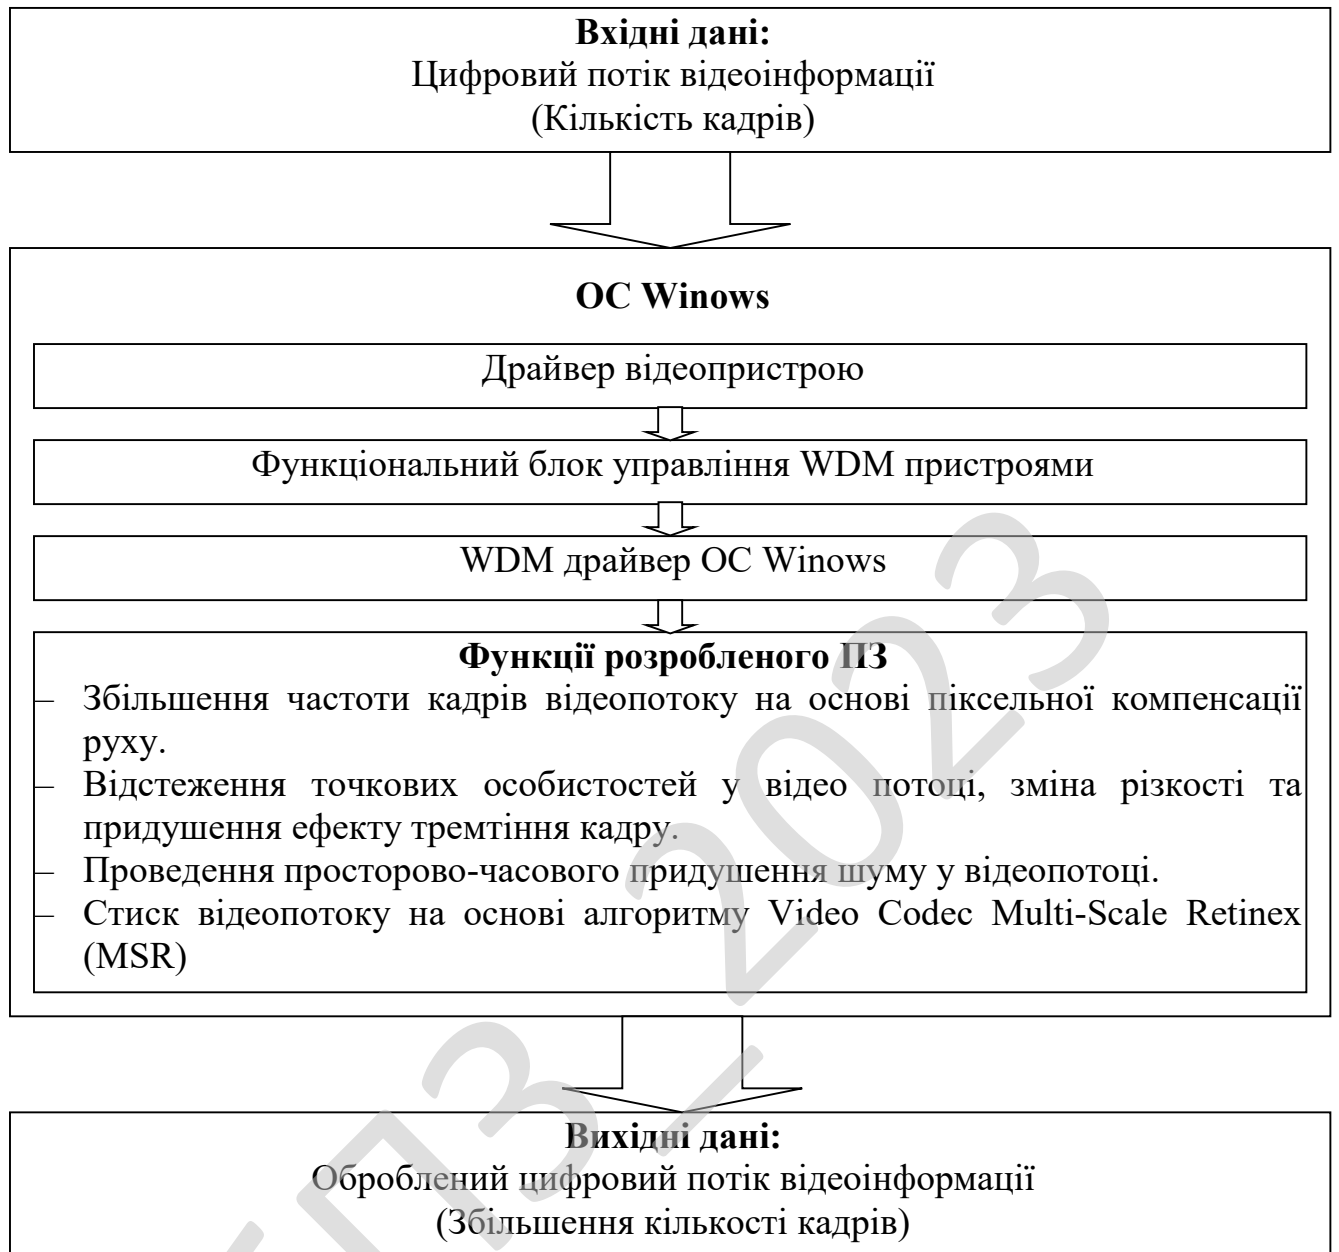 Вхідні дані:
Цифровий потік відеоінформації
(Кількість кадрів)
ОС Winows
Драйвер відеопристрою
Функціональний блок управління WDM пристроями
WDM драйвер ОС Winows
Функції розробленого ПЗ
– Збільшення частоти кадрів відеопотоку на основі піксельної компенсації
руху.
– Відстеження точкових особистостей у відео потоці, зміна різкості та
придушення ефекту тремтіння кадру.
– Проведення просторово-часового придушення шуму у відеопотоці.
– Стиск відеопотоку на основі алгоритму Video Codec Multi-Scale Retinex
(MSR)
Вихідні дані:
Оброблений цифровий потік відеоінформації
(Збільшення кількості кадрів)
ПЗ_2023